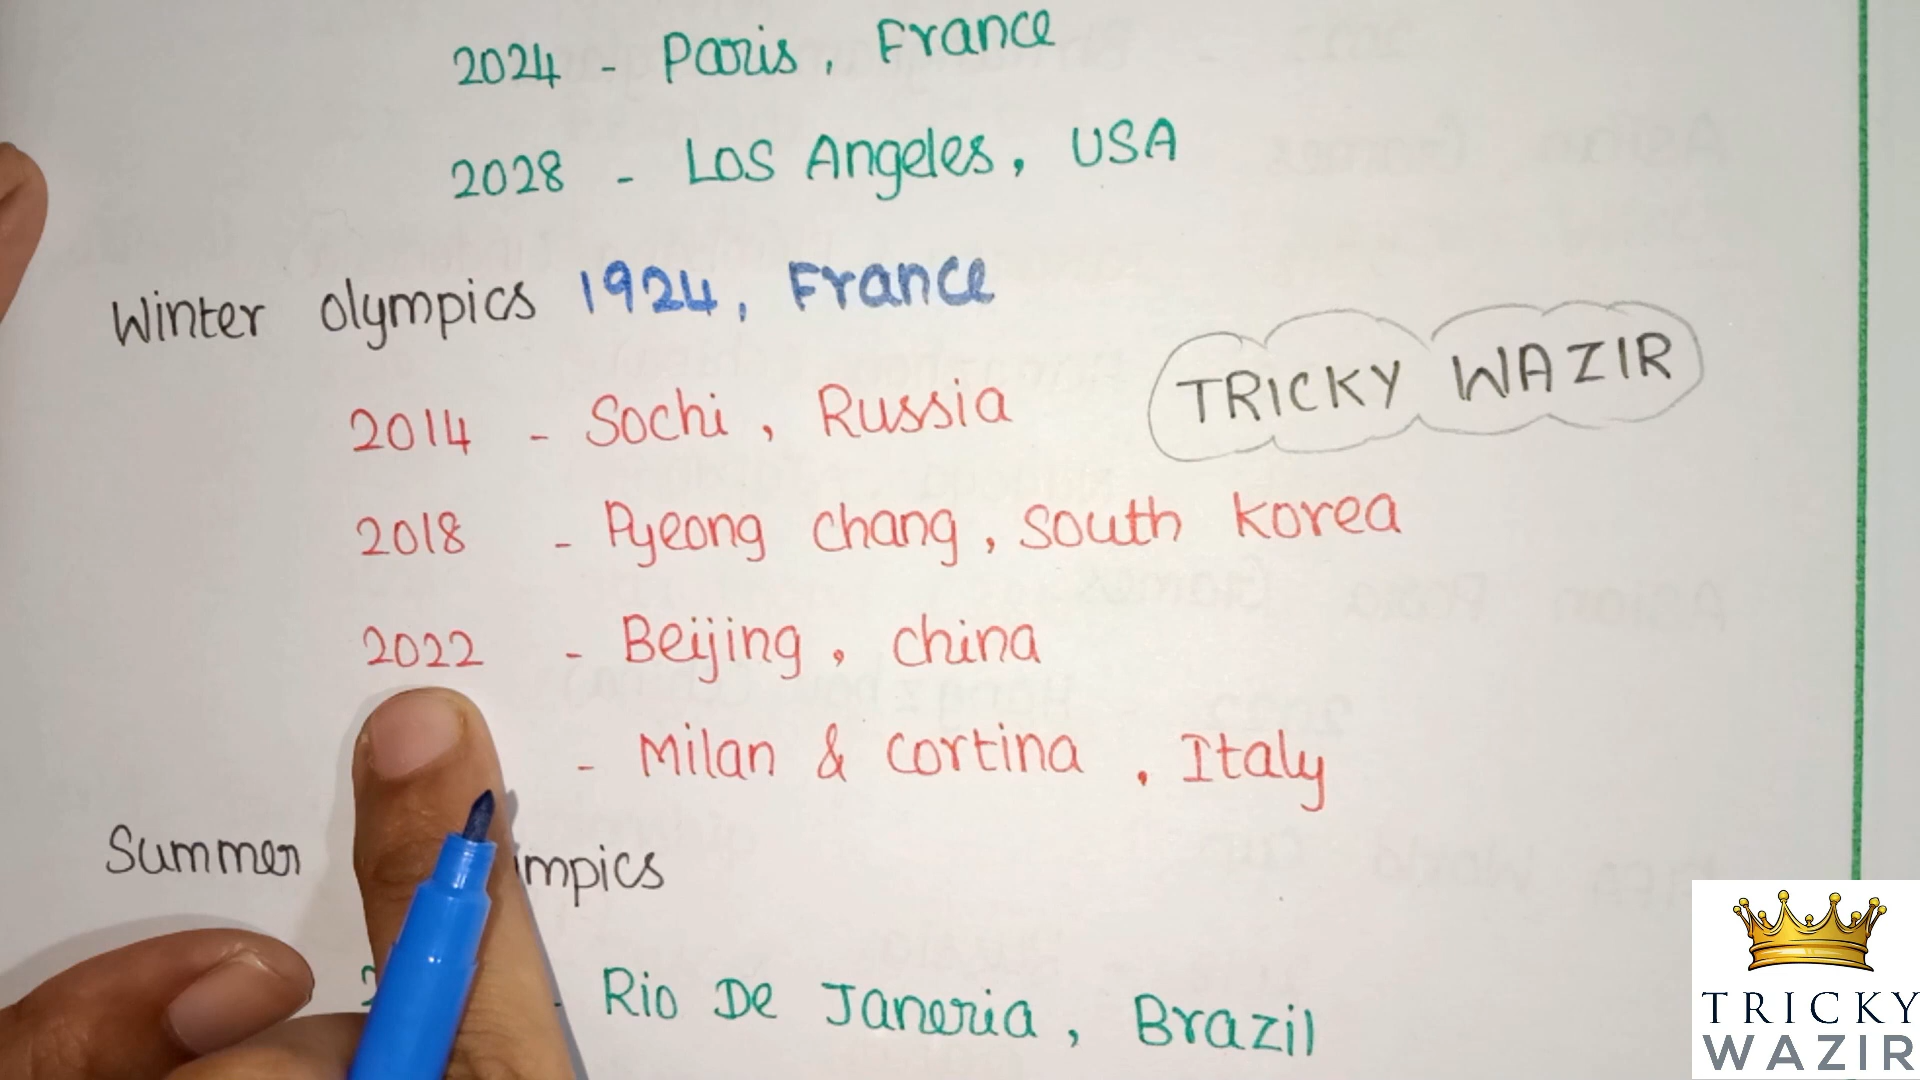 2024 - Paris, France
2028 - Los Angeles, USA
Winter olympics 1924, France
TRICKY WAZIR
2014 - Sochi, Russia
2018 - Pyeong chang, South korea
2022 - Beijing, china
- Milan & cortina, Italy
Summer
Rio De Janeria, Brazil
TRICKY
WAZIR